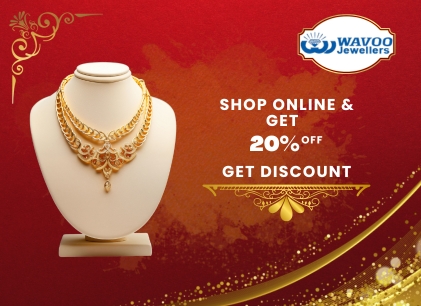 WAVOO
Jewellers
SHOP ONLINE &
GET
20% OFF
GET DISCOUNT